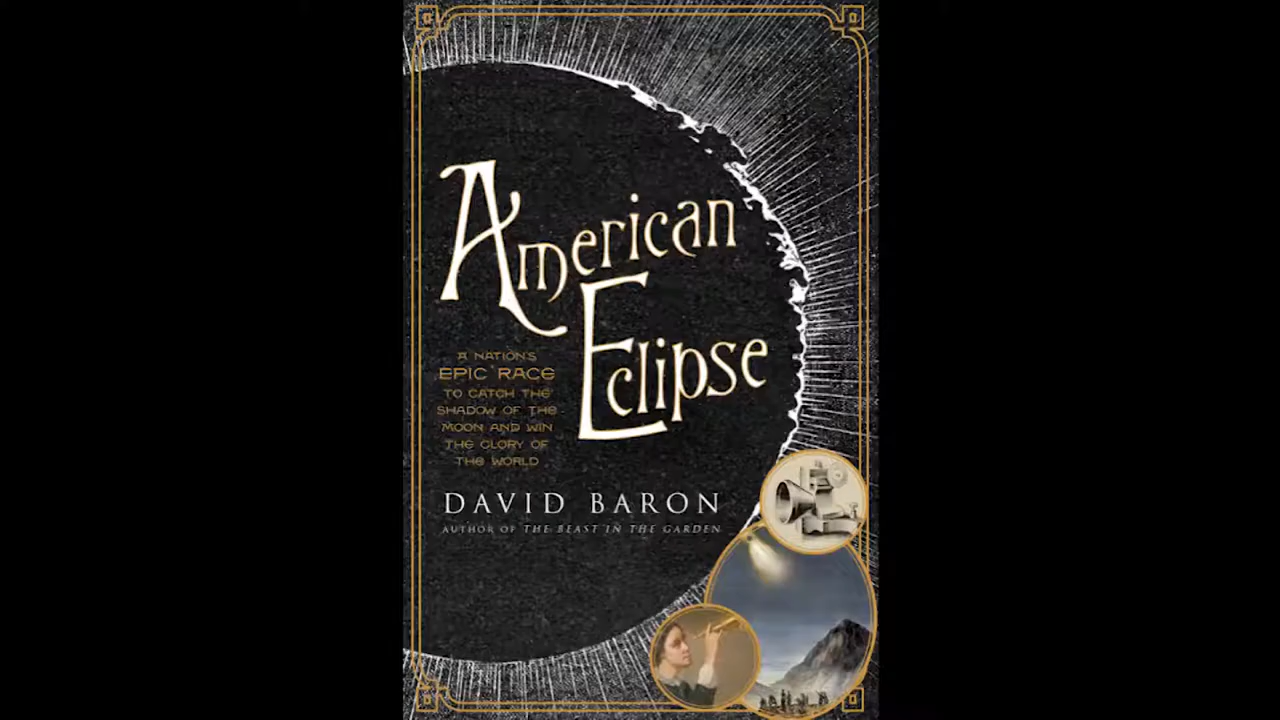 American
Eclipse
A NATION'S
EPIC RACE
TO CATCH THE
SHADOW OF THE
MOON AND WIN
THE GLORY OF
THE WORLD
DAVID BARON
AUTHOR OF THE BEAST IN THE GARDEN